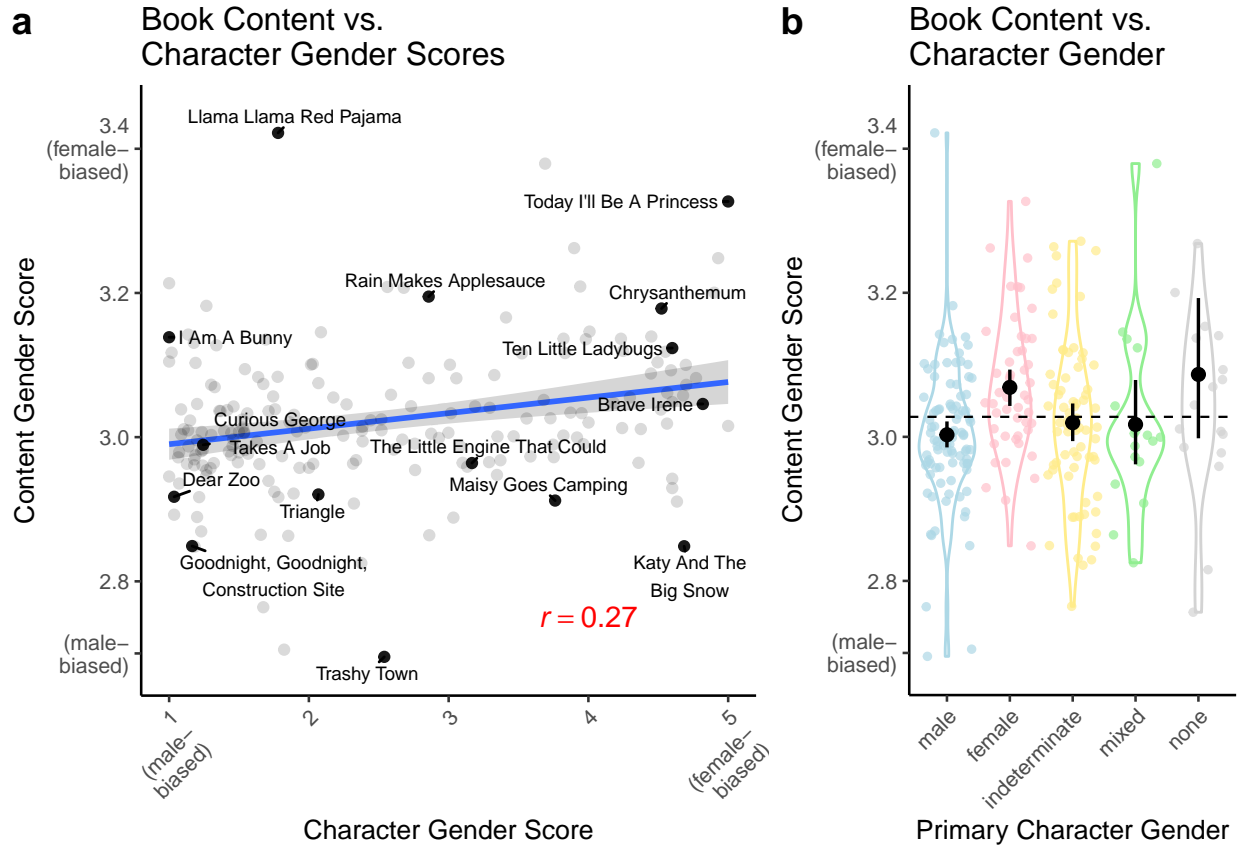 a
Book Content vs.
Character Gender Scores
Content Gender Score
3.4
(female–
biased)
3.2
3.0
2.8
(male–
biased)
Llama Llama Red Pajama
Today I'll Be A Princess
Rain Makes Applesauce
Chrysanthemum
I Am A Bunny
Ten Little Ladybugs
Brave Irene
Curious George
Takes A Job
The Little Engine That Could
Dear Zoo
Maisy Goes Camping
Triangle
Goodnight, Goodnight,
Construction Site
Katy And The
Big Snow
r = 0.27
Trashy Town
1
(male–
biased)
2
3
4
5
(female–
biased)
Character Gender Score
b
Book Content vs.
Character Gender
Content Gender Score
3.4
(female–
biased)
3.2
3.0
2.8
(male–
biased)
male
female
indeterminate
mixed
none
Primary Character Gender